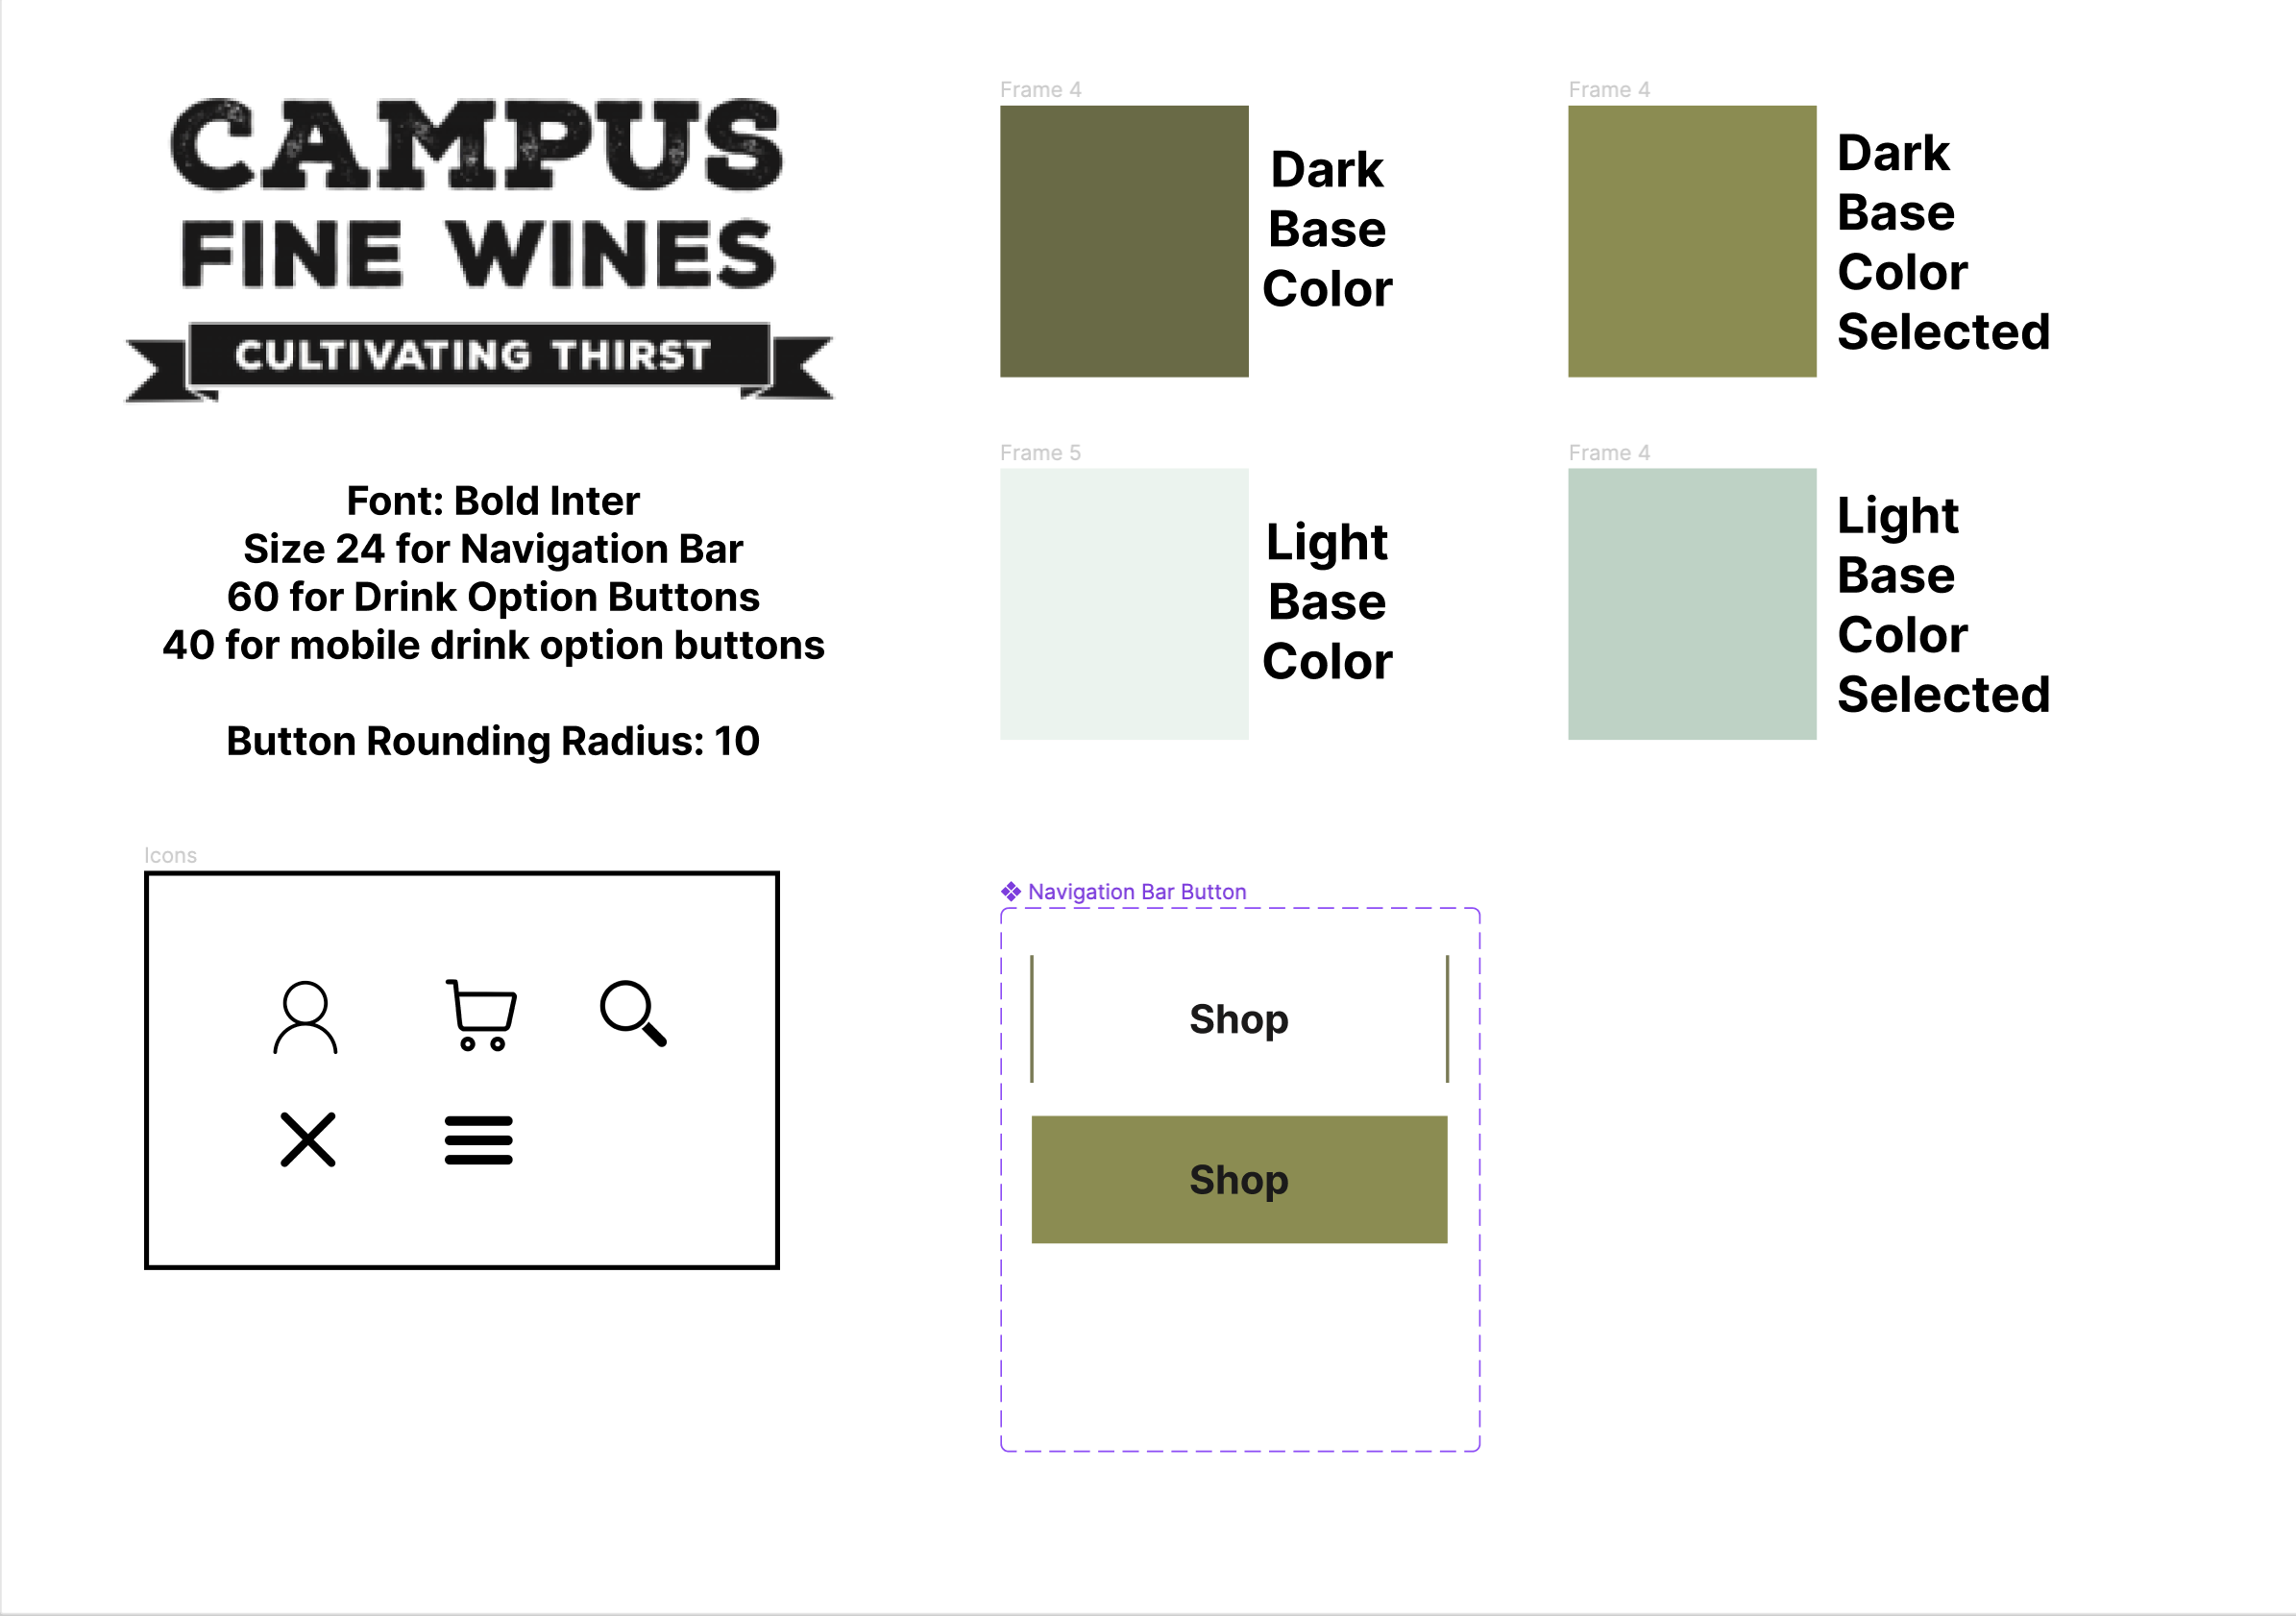 CAMPUS
FINE WINES
CULTIVATING THIRST
Font: Bold Inter
Size 24 for Navigation Bar
60 for Drink Option Buttons
40 for mobile drink option buttons
Button Rounding Radius: 10
Frame 4
Dark
Base
Color
Frame 4
Dark
Base
Color
Selected
Frame 5
Light
Base
Color
Frame 4
Light
Base
Color
Selected
Icons
Navigation Bar Button
Shop
Shop